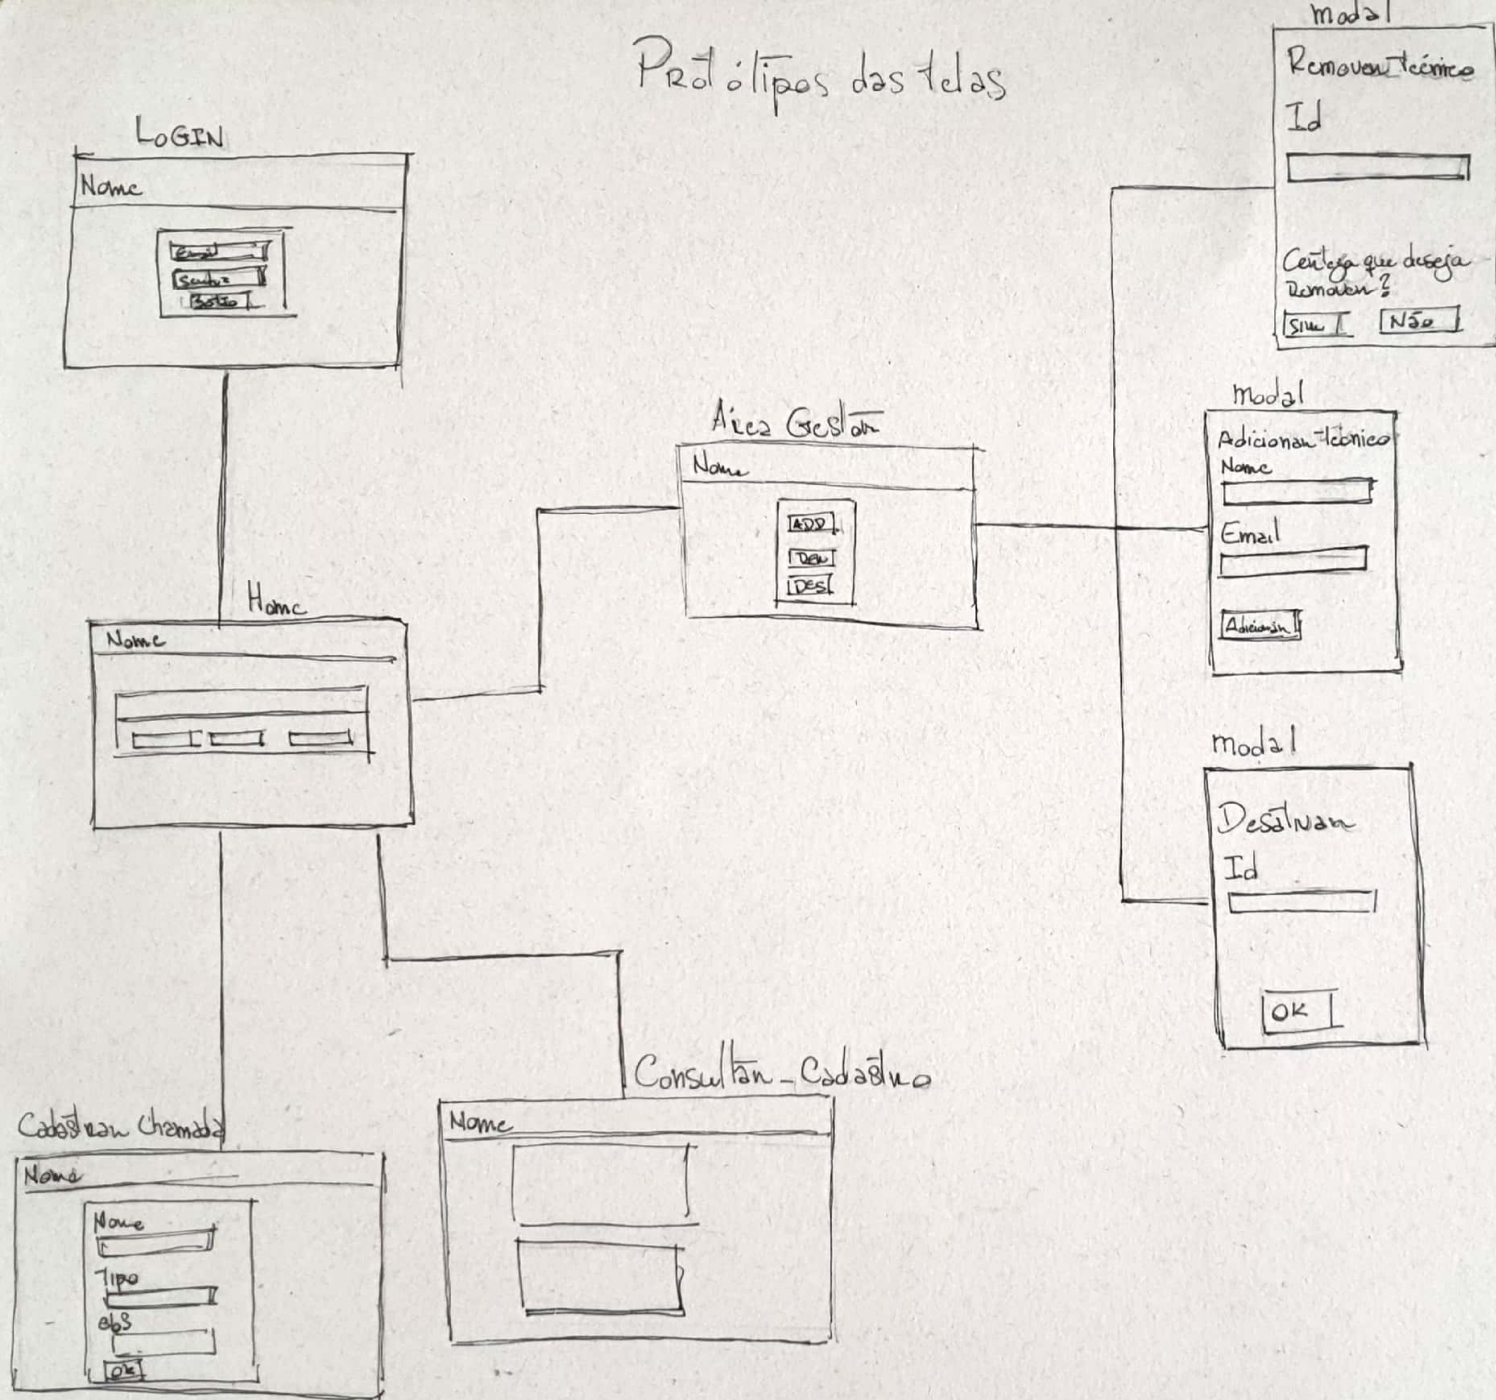 Protótipos das telas
LOGIN
Nome
Email
Senha
Botão
Home
Nome
Área Gestor
Nome
ADD
DES
modal
Remover técnico
Id
Certeza que deseja
Remover?
Sim
Não
modal
Adicionar técnico
Nome
Email
Adicionar
modal
Desativar
Id
OK
Cadastrar Chamada
Nome
Nome
Tipo
obs
OK
Consultar_Cadastro
Nome